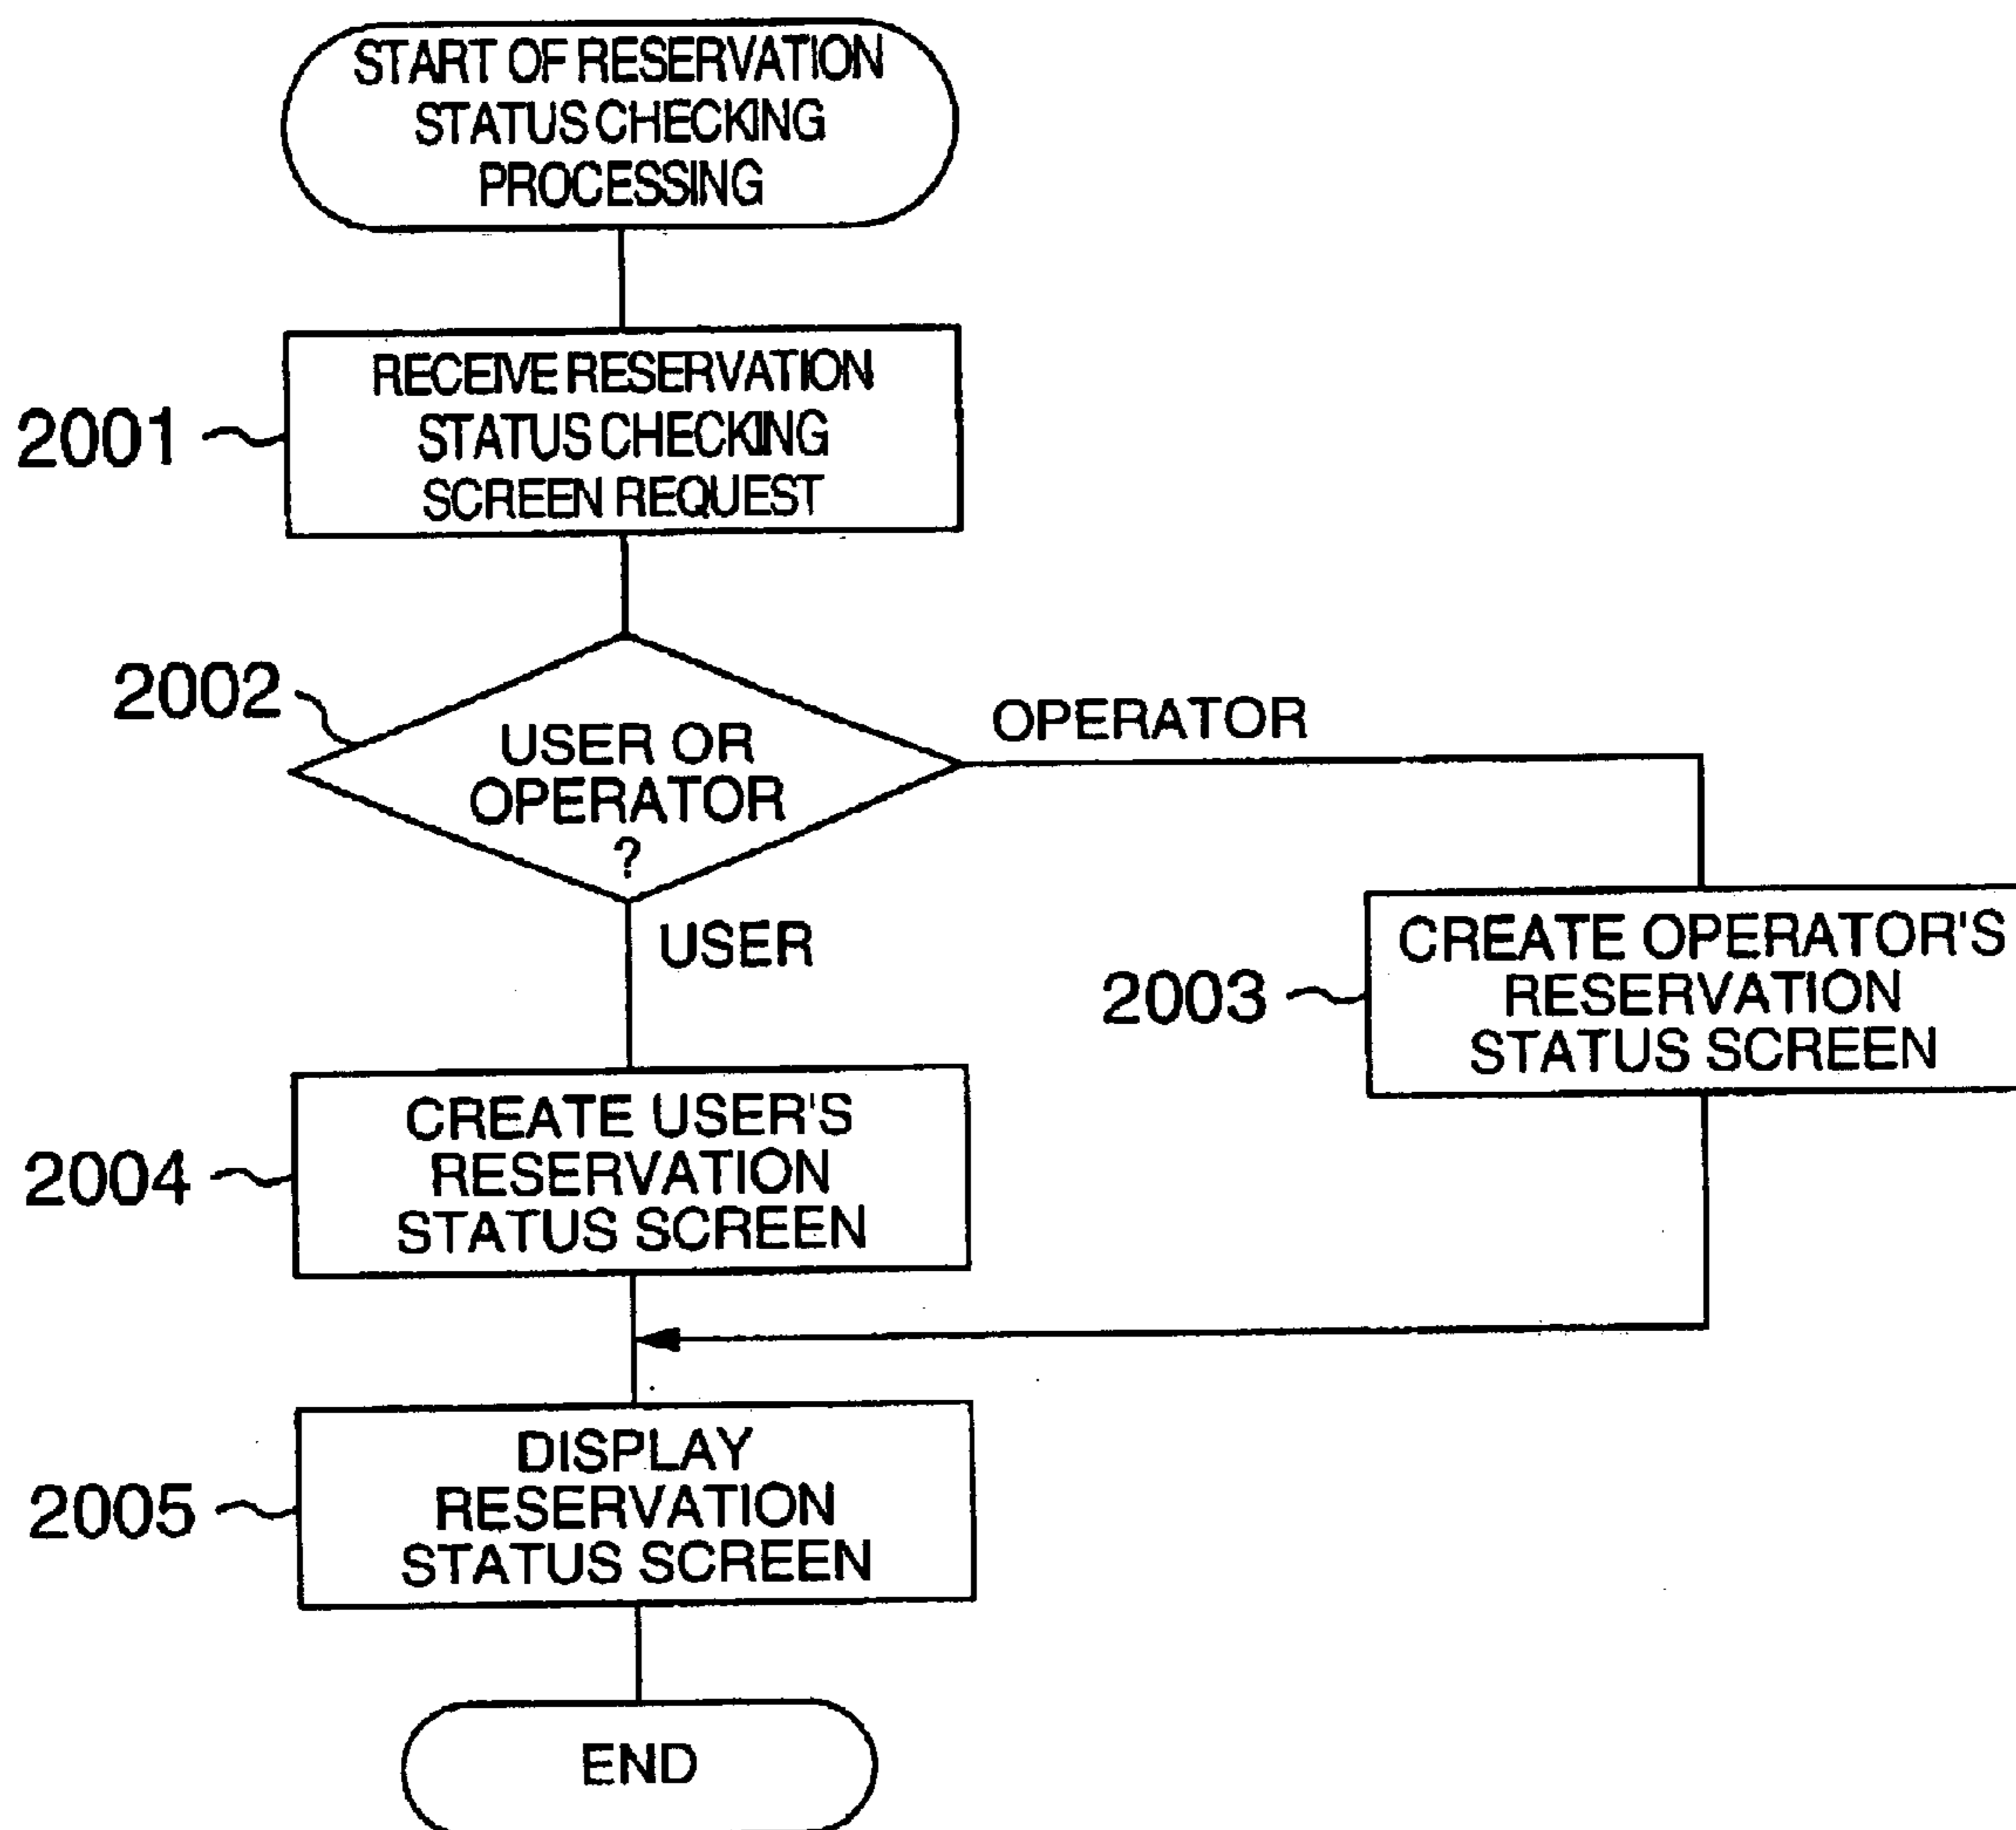 START OF RESERVATION
STATUS CHECKING
PROCESSING
RECEIVE RESERVATION
STATUS CHECKING
SCREEN REQUEST
2001
2002
USER OR
OPERATOR
?
OPERATOR
USER
CREATE OPERATOR'S
RESERVATION
STATUS SCREEN
2003
CREATE USER'S
RESERVATION
STATUS SCREEN
2004
DISPLAY
RESERVATION
STATUS SCREEN
2005
END